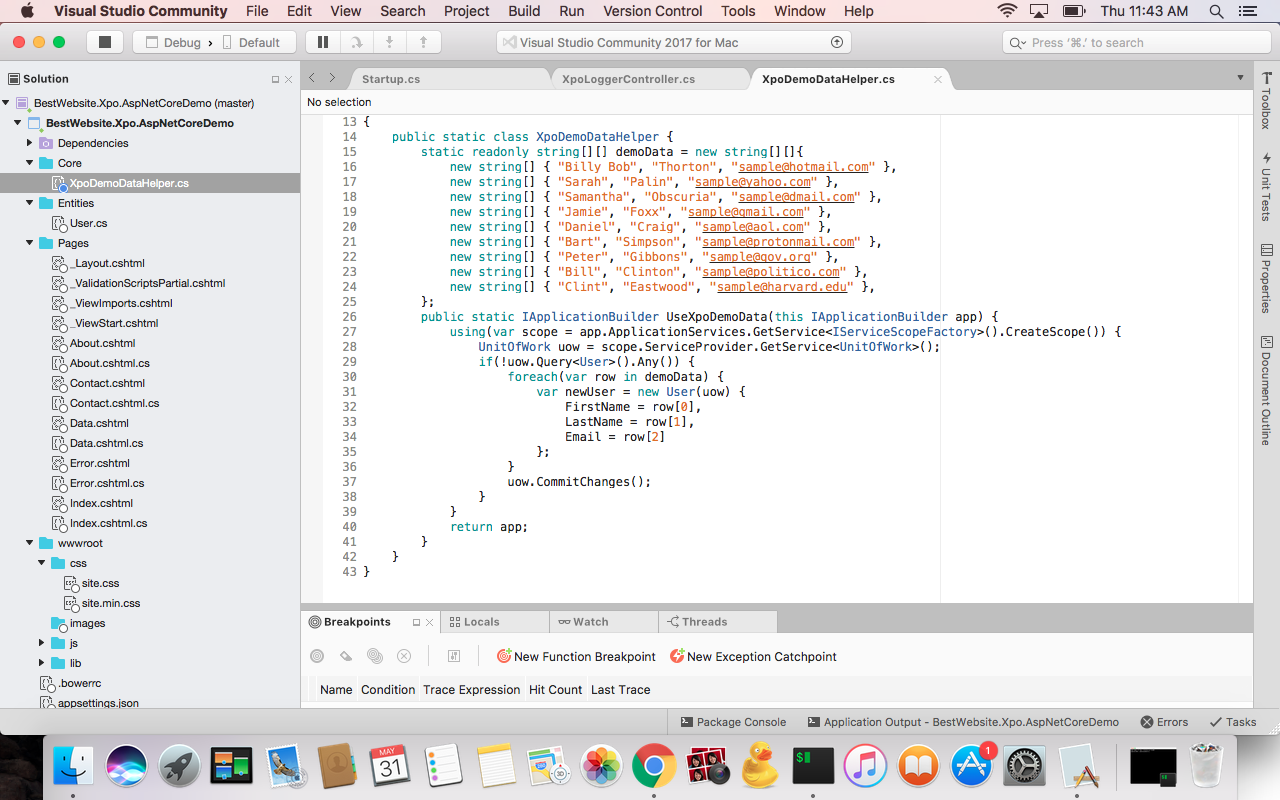 Visual Studio Community File Edit View Search Project Build Run Version Control Tools Window Help Thu 11:43 AM
Debug › Default Visual Studio Community 2017 for Mac Press ‘⌘.’ to search
Solution
BestWebsite.Xpo.AspNetCoreDemo (master)
BestWebsite.Xpo.AspNetCoreDemo
Dependencies
Core
XpoDemoDataHelper.cs
Entities
User.cs
Pages
_Layout.cshtml
_ValidationScriptsPartial.cshtml
_ViewImports.cshtml
_ViewStart.cshtml
About.cshtml
About.cshtml.cs
Contact.cshtml
Contact.cshtml.cs
Data.cshtml
Data.cshtml.cs
Error.cshtml
Error.cshtml.cs
Index.cshtml
Index.cshtml.cs
wwwroot
css
site.css
site.min.css
images
js
lib
.bowerrc
appsettings.json
Startup.cs XpoLoggerController.cs XpoDemoDataHelper.cs
No selection
13 {
14     public static class XpoDemoDataHelper {
15         static readonly string[][] demoData = new string[][]{
16             new string[] { "Billy Bob", "Thorton", "sample@hotmail.com" },
17             new string[] { "Sarah", "Palin", "sample@yahoo.com" },
18             new string[] { "Samantha", "Obscuria", "sample@dmail.com" },
19             new string[] { "Jamie", "Foxx", "sample@gmail.com" },
20             new string[] { "Daniel", "Craig", "sample@aol.com" },
21             new string[] { "Bart", "Simpson", "sample@protonmail.com" },
22             new string[] { "Peter", "Gibbons", "sample@gov.org" },
23             new string[] { "Bill", "Clinton", "sample@politico.com" },
24             new string[] { "Clint", "Eastwood", "sample@harvard.edu" },
25         };
26         public static IApplicationBuilder UseXpoDemoData(this IApplicationBuilder app) {
27             using(var scope = app.ApplicationServices.GetService<IServiceScopeFactory>().CreateScope()) {
28                 UnitOfWork uow = scope.ServiceProvider.GetService<UnitOfWork>();
29                 if(!uow.Query<User>().Any()) {
30                     foreach(var row in demoData) {
31                         var newUser = new User(uow) {
32                             FirstName = row[0],
33                             LastName = row[1],
34                             Email = row[2]
35                         };
36                     }
37                     uow.CommitChanges();
38                 }
39             }
40             return app;
41         }
42     }
43 }
Toolbox
Unit Tests
Properties
Document Outline
Breakpoints Locals Watch Threads
New Function Breakpoint New Exception Catchpoint
Name Condition Trace Expression Hit Count Last Trace
Package Console Application Output - BestWebsite.Xpo.AspNetCoreDemo Errors Tasks
MAY
31
3D
$
1